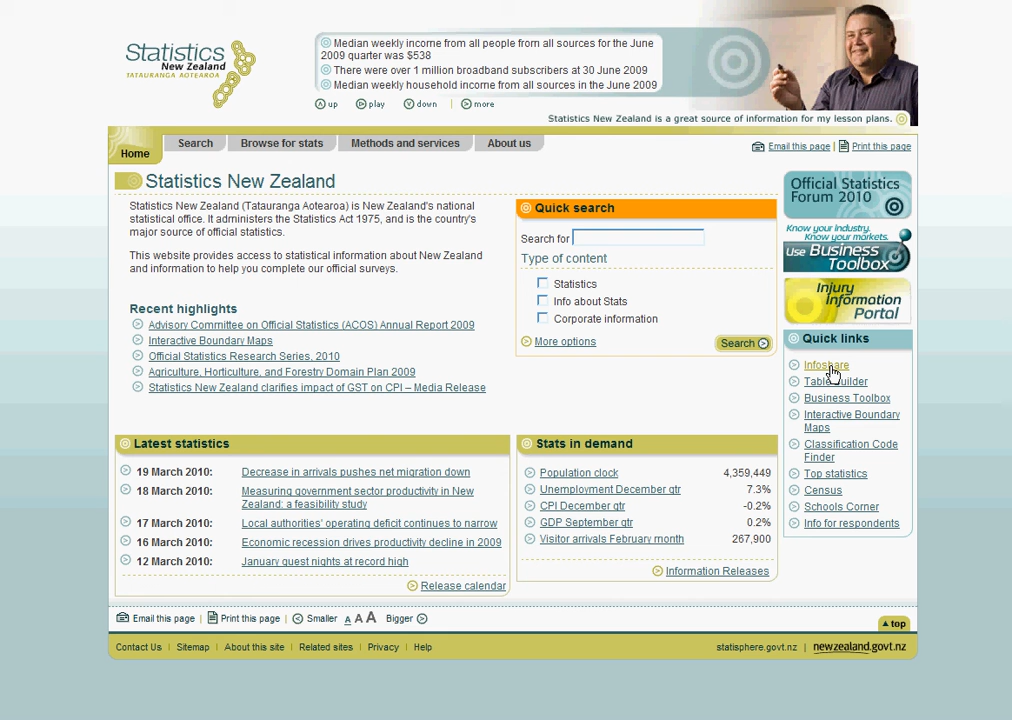 Statistics
New Zealand
TATAURANGA AOTEAROA
Median weekly income from all people from all sources for the June
2009 quarter was $538
There were over 1 million broadband subscribers at 30 June 2009
Median weekly household income from all sources in the June 2009
up play down | more
Statistics New Zealand is a great source of information for my lesson plans.
Home Search Browse for stats Methods and services About us
Email this page | Print this page
Statistics New Zealand
Statistics New Zealand (Tatauranga Aotearoa) is New Zealand's national
statistical office. It administers the Statistics Act 1975, and is the country's
major source of official statistics.
This website provides access to statistical information about New Zealand
and information to help you complete our official surveys.
Recent highlights
Advisory Committee on Official Statistics (ACOS) Annual Report 2009
Interactive Boundary Maps
Official Statistics Research Series, 2010
Agriculture, Horticulture, and Forestry Domain Plan 2009
Statistics New Zealand clarifies impact of GST on CPI – Media Release
Quick search
Search for
Type of content
Statistics
Info about Stats
Corporate information
More options
Search
Official Statistics
Forum 2010
Know your industry.
Know your markets.
Use Business
Toolbox
Injury
Information
Portal
Quick links
Infoshare
Table Builder
Business Toolbox
Interactive Boundary
Maps
Classification Code
Finder
Top statistics
Census
Schools Corner
Info for respondents
Latest statistics
19 March 2010: Decrease in arrivals pushes net migration down
18 March 2010: Measuring government sector productivity in New
Zealand: a feasibility study
17 March 2010: Local authorities' operating deficit continues to narrow
16 March 2010: Economic recession drives productivity decline in 2009
12 March 2010: January guest nights at record high
Release calendar
Stats in demand
Population clock 4,359,449
Unemployment December qtr 7.3%
CPI December qtr -0.2%
GDP September qtr 0.2%
Visitor arrivals February month 267,900
Information Releases
Email this page | Print this page | Smaller A A A Bigger
top
Contact Us | Sitemap | About this site | Related sites | Privacy | Help
statisphere.govt.nz | newzealand.govt.nz